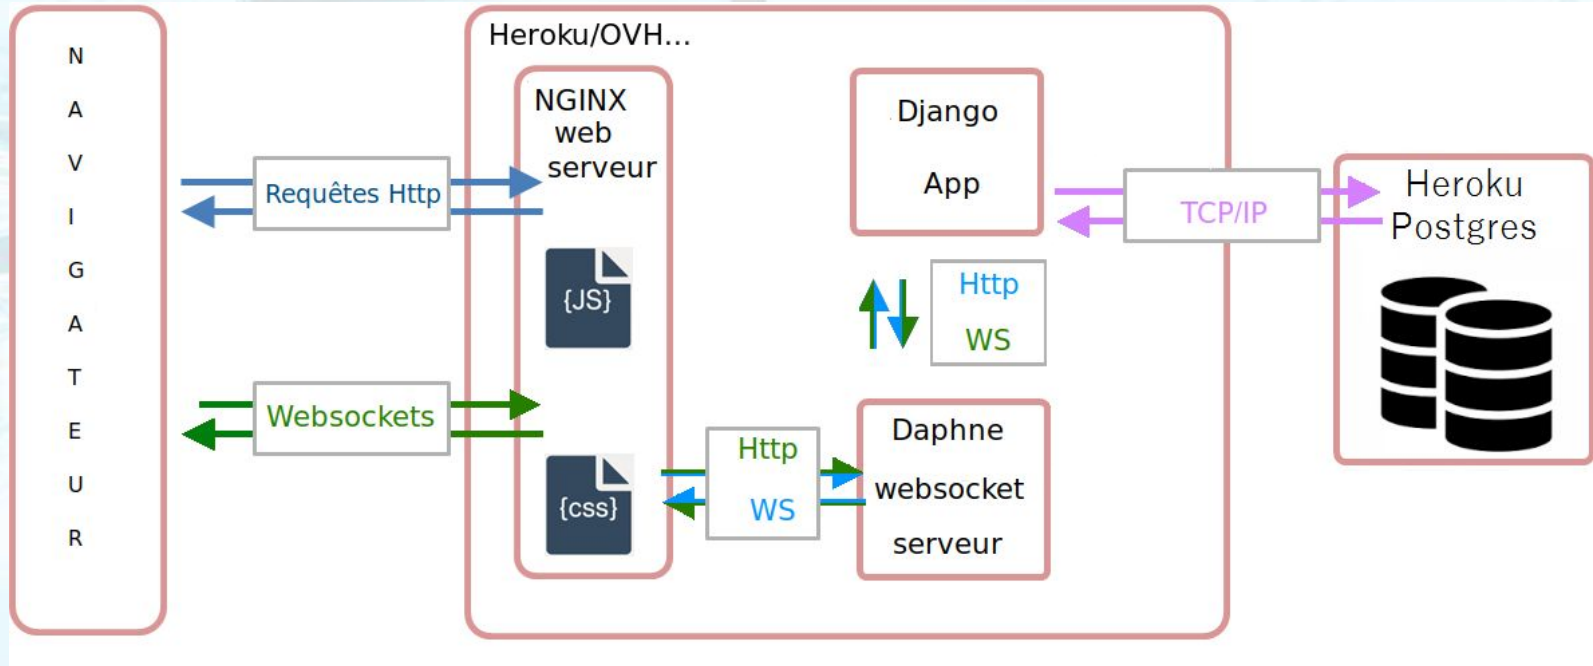 N
A
V
I
G
A
T
E
U
R
Heroku/OVH...
NGINX
web
serveur
Requêtes Http
{JS}
Websockets
{css}
Http
WS
Django
App
Http
WS
Daphne
websocket
serveur
TCP/IP
Heroku
Postgres